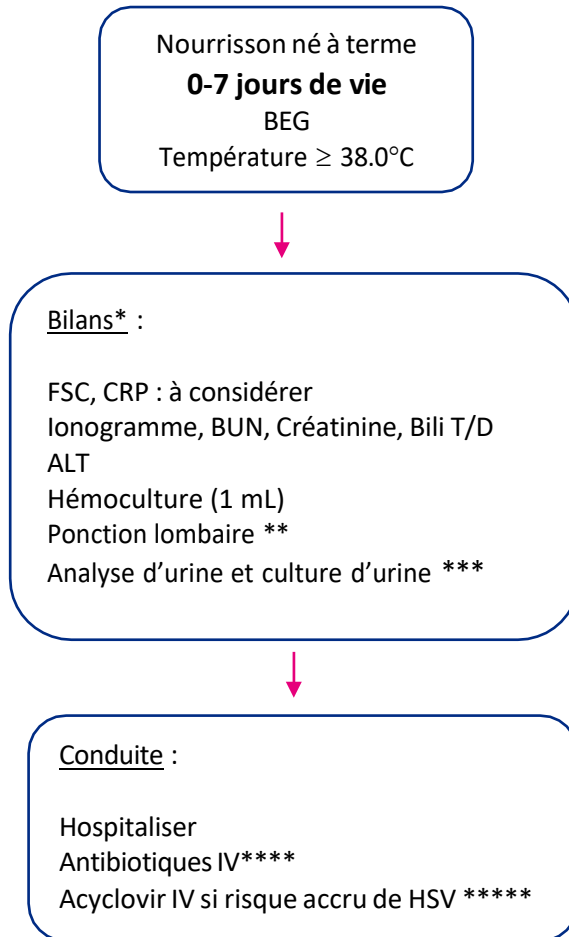 Nourrisson né à terme
0-7 jours de vie
BEG
Température ≥ 38.0°C
Bilans* :
FSC, CRP : à considérer
Ionogramme, BUN, Créatinine, Bili T/D
ALT
Hémoculture (1 mL)
Ponction lombaire **
Analyse d’urine et culture d’urine ***
Conduite :
Hospitaliser
Antibiotiques IV****
Acyclovir IV si risque accru de HSV *****